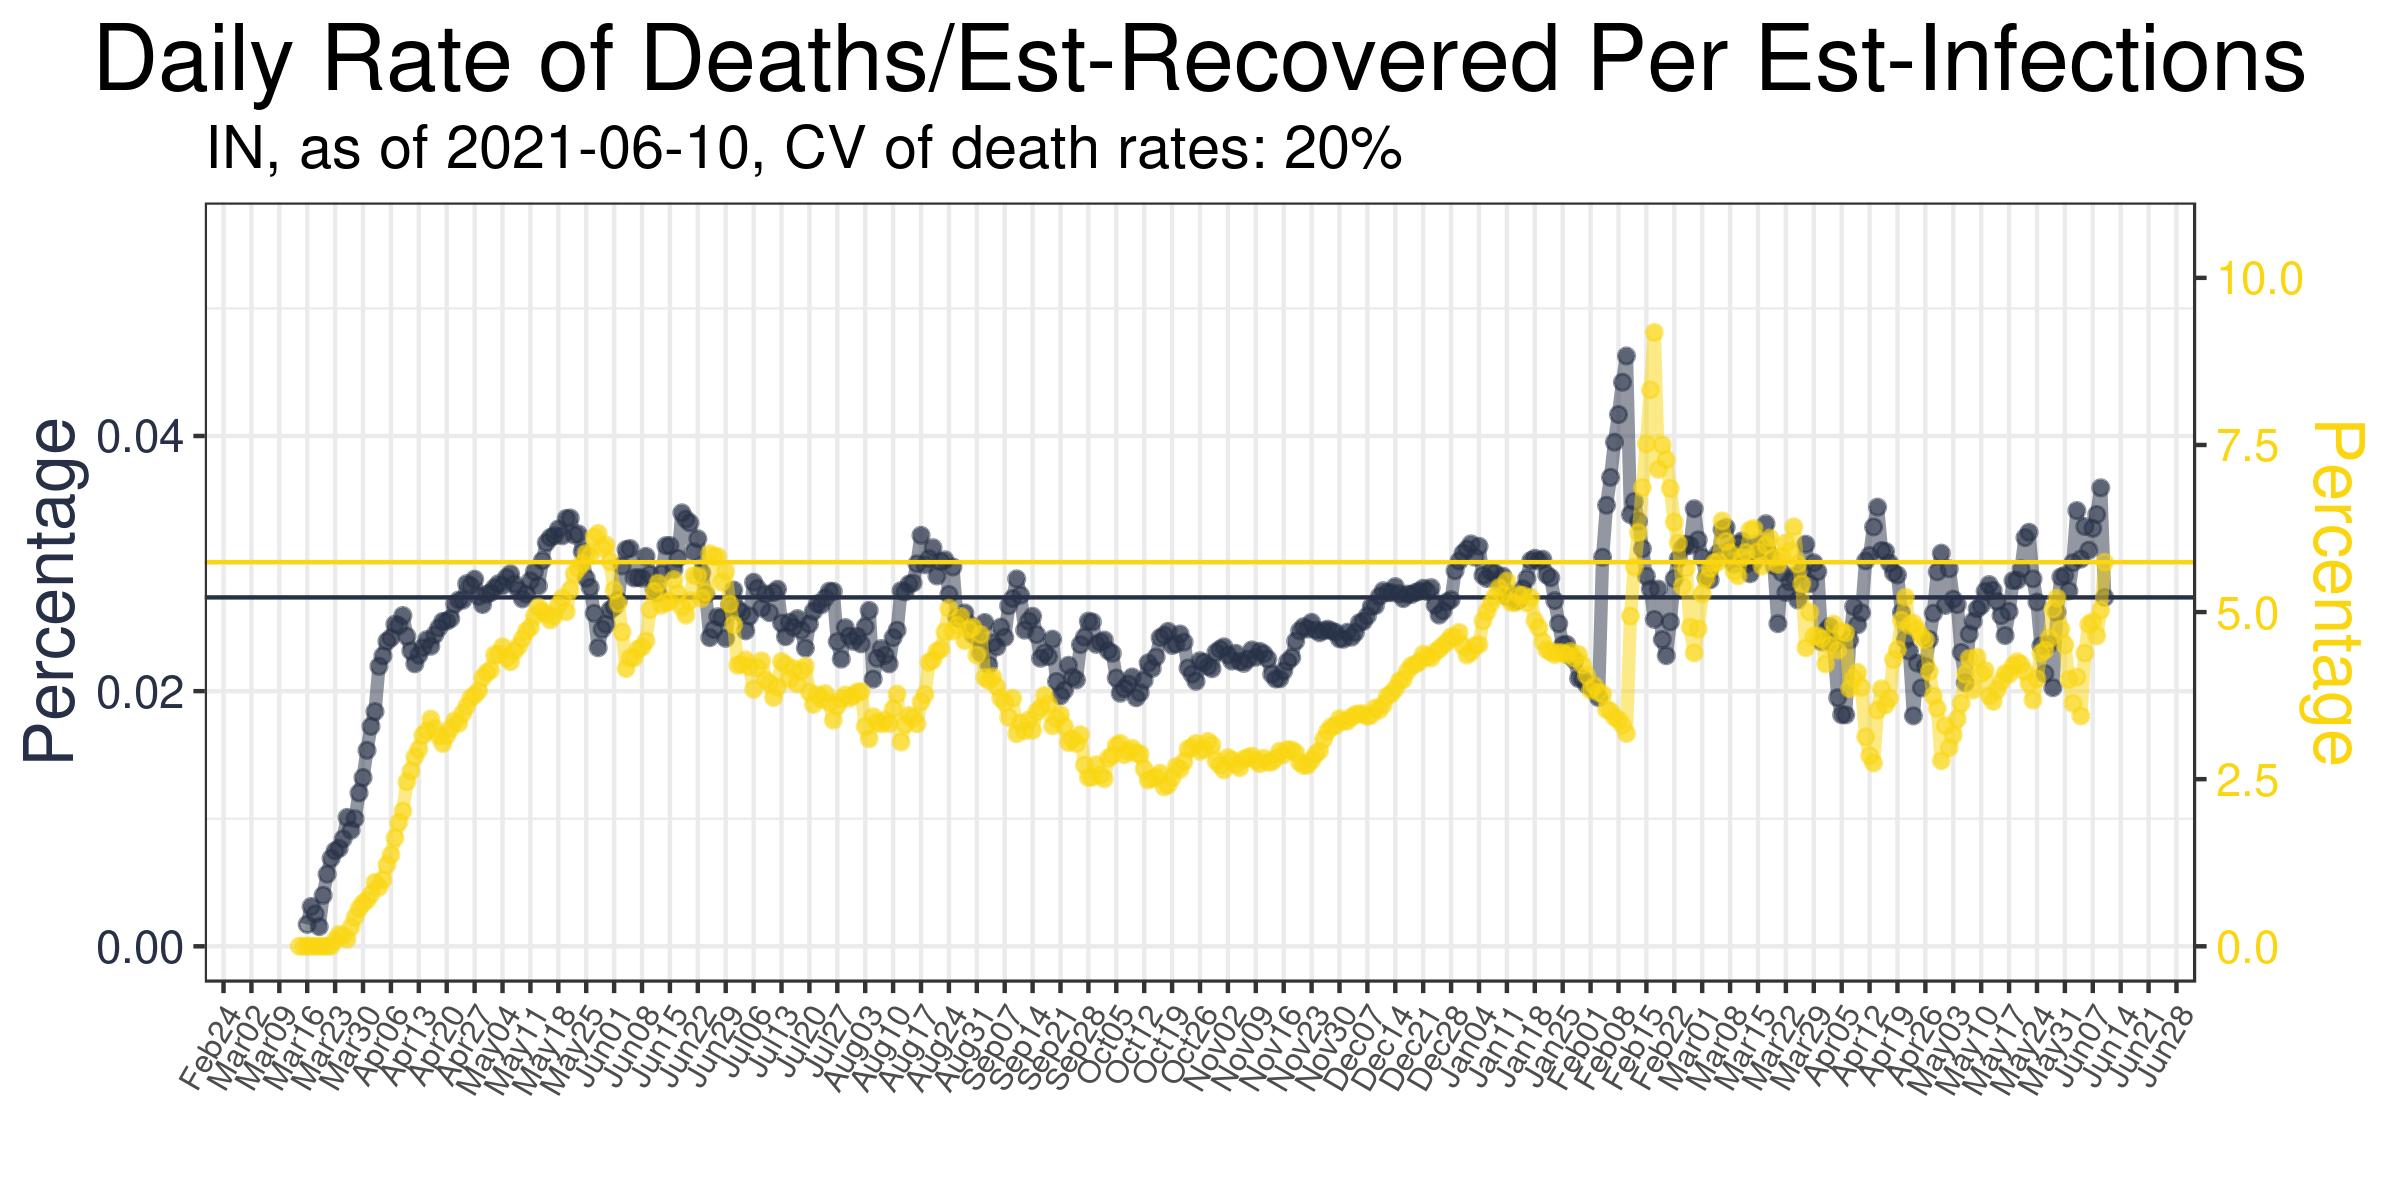 Daily Rate of Deaths/Est-Recovered Per Est-Infections
IN, as of 2021-06-10, CV of death rates: 20%
Percentage
0.04
0.02
0.00
10.0
7.5
5.0
2.5
0.0
Percentage
Feb24
Mar02
Mar09
Mar16
Mar23
Mar30
Apr06
Apr13
Apr20
Apr27
May04
May11
May18
May25
Jun01
Jun08
Jun15
Jun22
Jun29
Jul06
Jul13
Jul20
Jul27
Aug03
Aug10
Aug17
Aug24
Aug31
Sep07
Sep14
Sep21
Sep28
Oct05
Oct12
Oct19
Oct26
Nov02
Nov09
Nov16
Nov23
Nov30
Dec07
Dec14
Dec21
Dec28
Jan04
Jan11
Jan18
Jan25
Feb01
Feb08
Feb15
Feb22
Mar01
Mar08
Mar15
Mar22
Mar29
Apr05
Apr12
Apr19
Apr26
May03
May10
May17
May24
May31
Jun07
Jun14
Jun21
Jun28